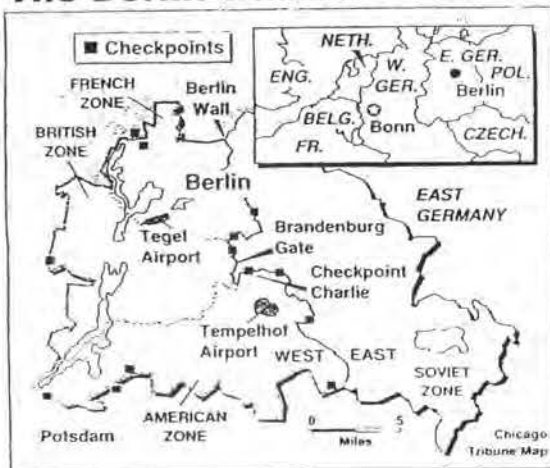 ■ Checkpoints
FRENCH
ZONE
Berlin
Wall
BRITISH
ZONE
Berlin
Tegel
Airport
Brandenburg
Gate
Checkpoint
Charlie
Tempelhof
Airport
WEST
EAST
EAST
GERMANY
SOVIET
ZONE
AMERICAN
ZONE
Potsdam
0 5
Miles
Chicago
Tribune Map
NETH.
W.
GER.
E. GER.
POL.
Berlin
ENG.
BELG.
Bonn
FR.
CZECH.